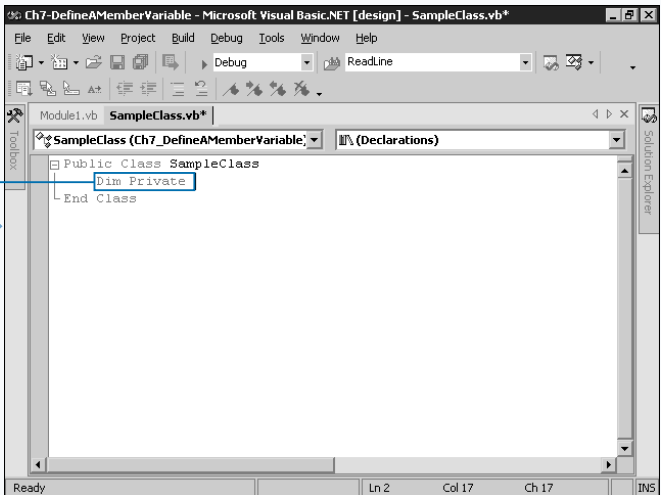 Ch7-DefineAMemberVariable - Microsoft Visual Basic.NET [design] - SampleClass.vb*
File Edit View Project Build Debug Tools Window Help
Debug ReadLine
Module1.vb SampleClass.vb*
SampleClass (Ch7_DefineAMemberVariable) (Declarations)
Toolbox
Solution Explorer
Public Class SampleClass
Dim Private
End Class
Ready Ln 2 Col 17 Ch 17 INS